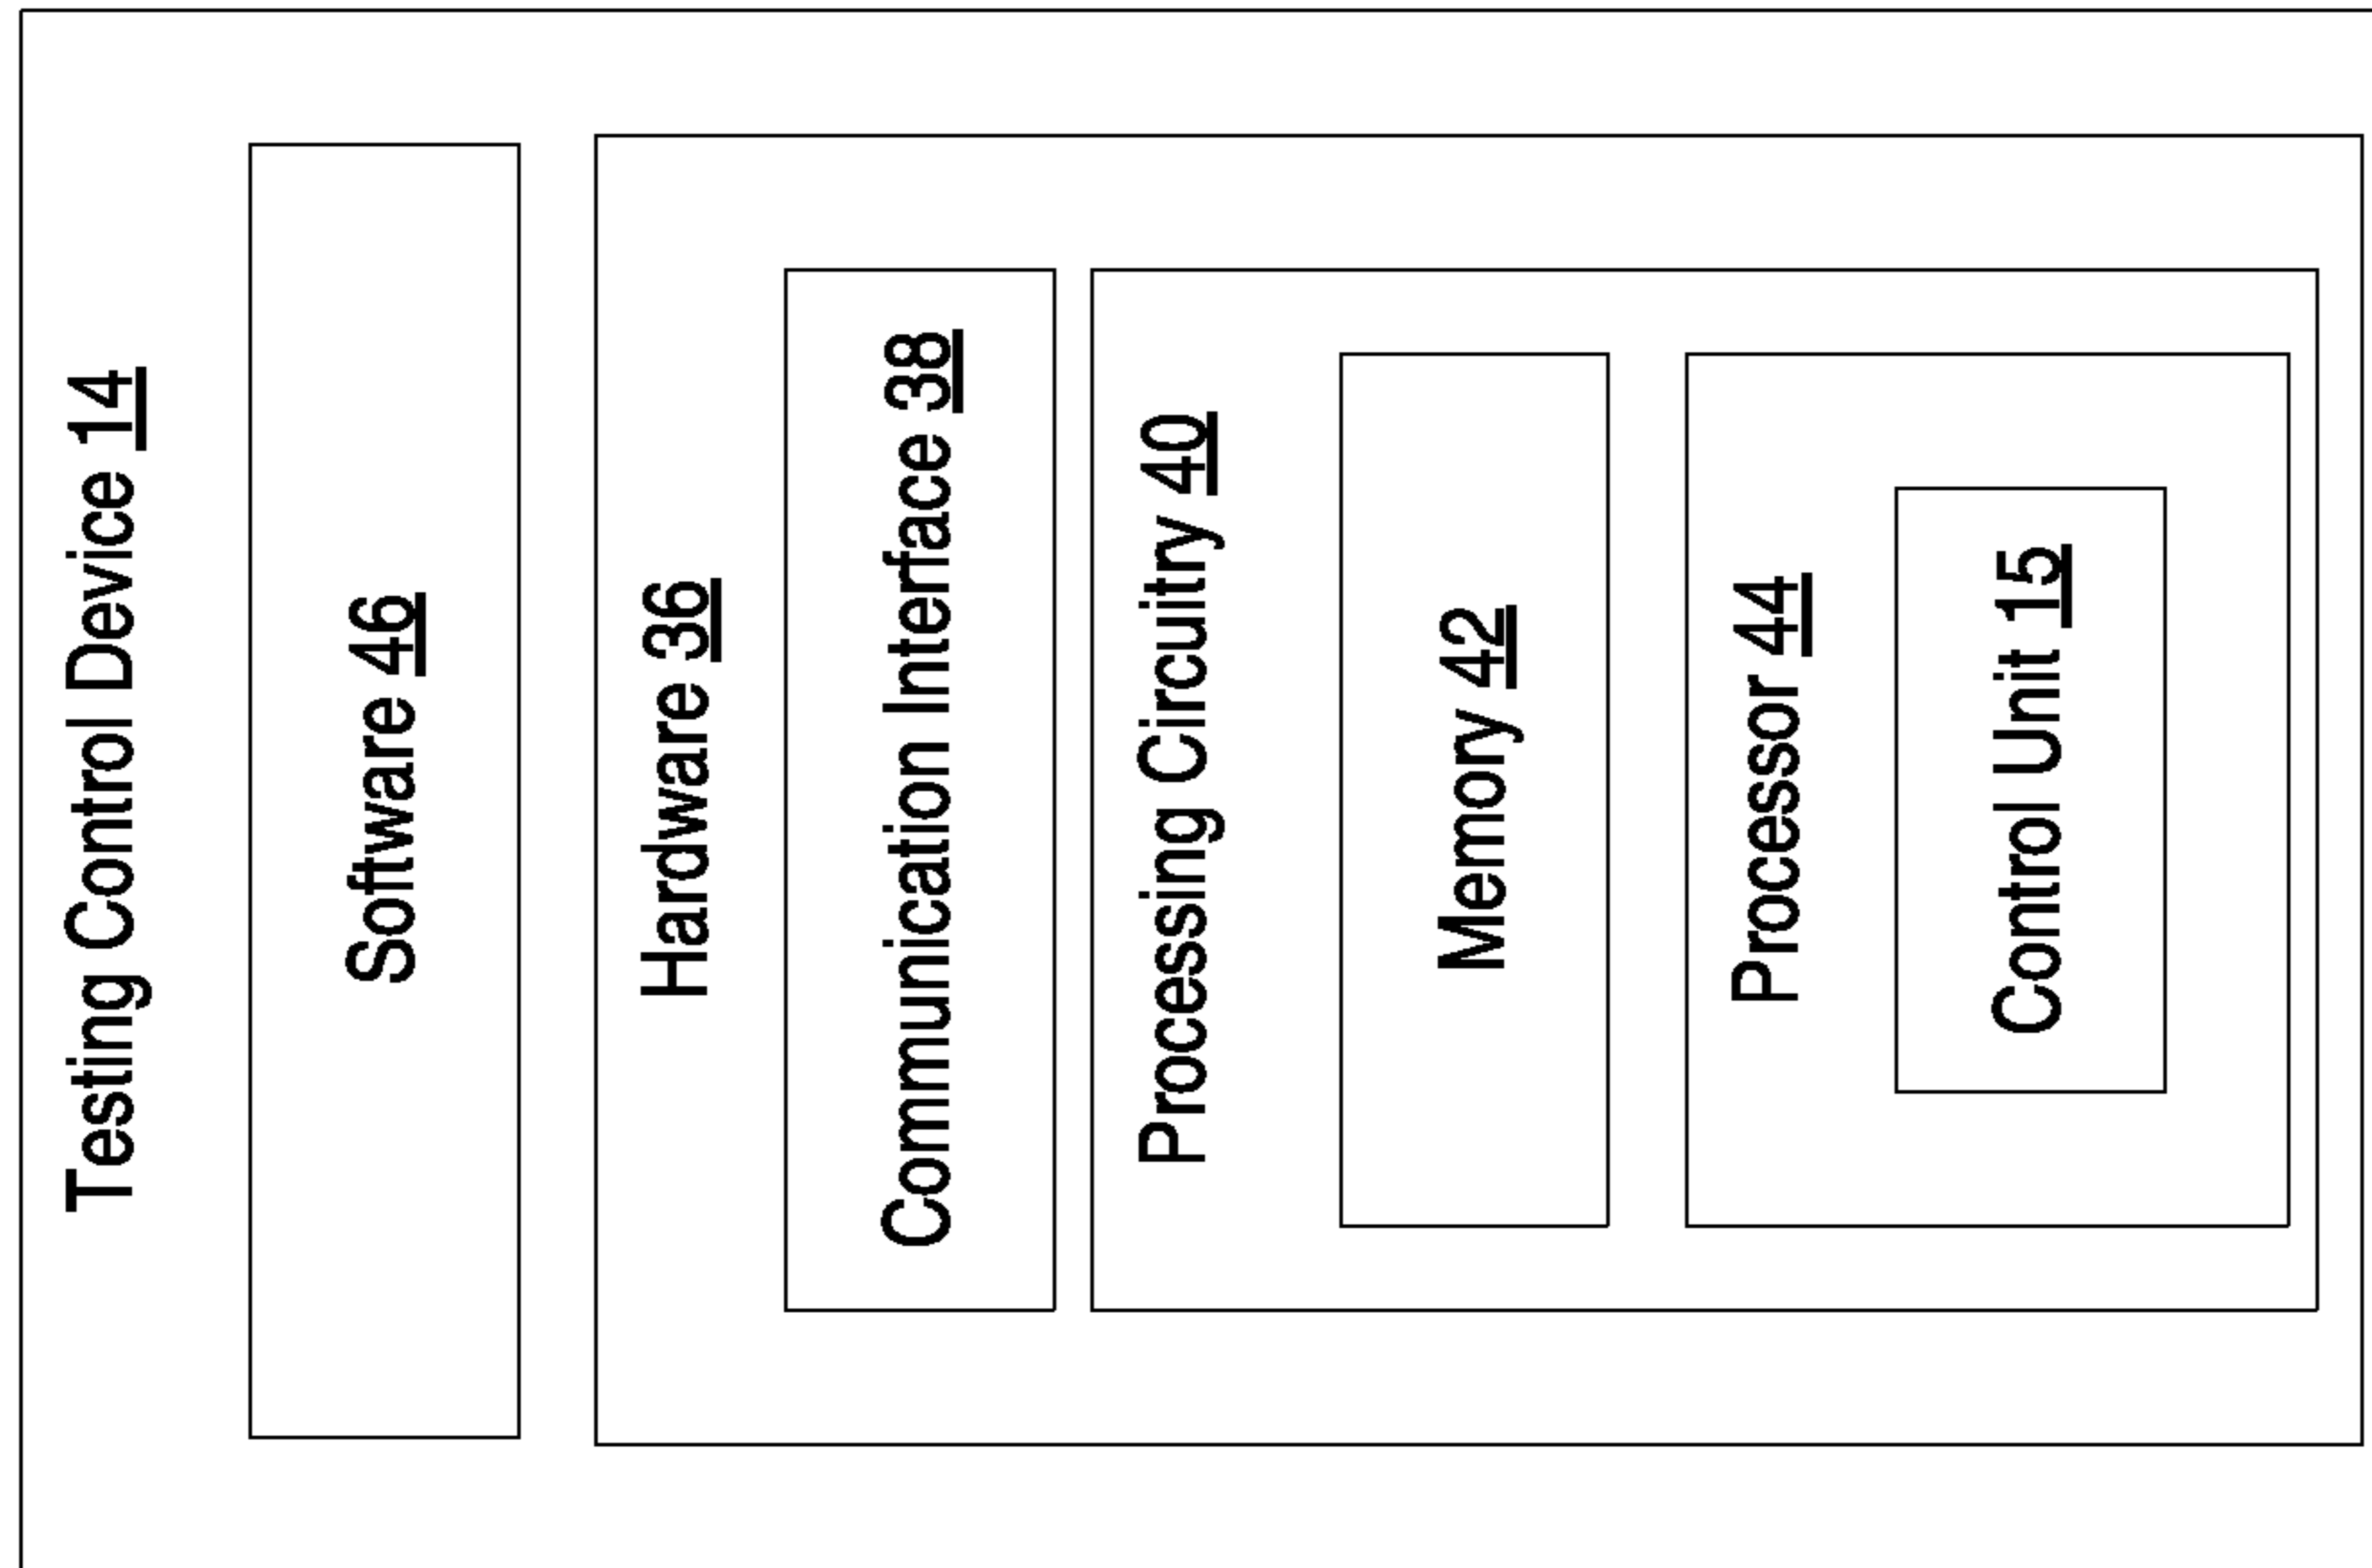 Testing Control Device 14
Software 46
Hardware 36
Communication Interface 38
Processing Circuitry 40
Memory 42
Processor 44
Control Unit 15